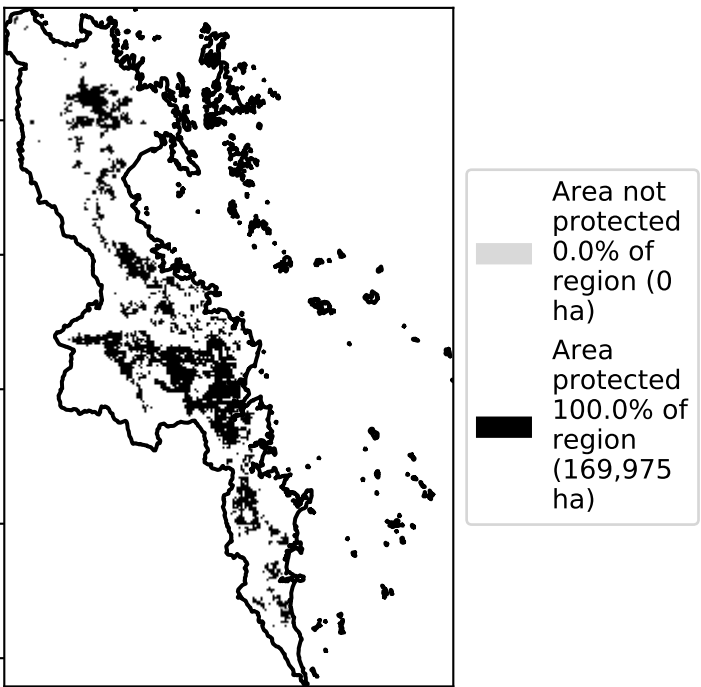 Area not
protected
0.0% of
region (0
ha)
Area
protected
100.0% of
region
(169,975
ha)